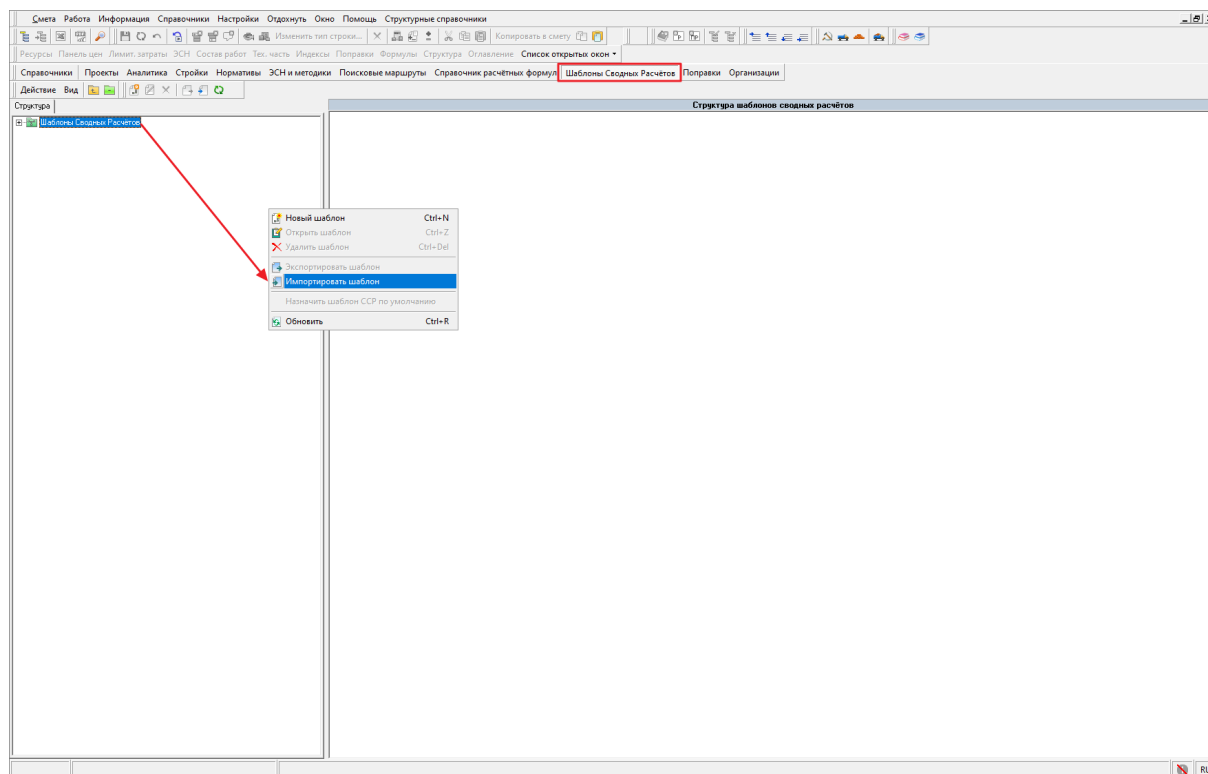 Смета Работа Информация Справочники Настройки Отдохнуть Окно Помощь Структурные справочники
Изменить тип строки... Копировать в смету
Ресурсы Панель цен Лимит. затраты ЭСН Состав работ Тех. часть Индексы Поправки Формулы Структура Оглавление Список открытых окон
Справочники Проекты Аналитика Стройки Нормативы ЭСН и методики Поисковые маршруты Справочник расчётных формул Шаблоны Сводных Расчётов Поправки Организации
Действие Вид
Структура
Структура шаблонов сводных расчётов
Шаблоны Сводных Расчётов
Новый шаблон Ctrl+N
Открыть шаблон Ctrl+Z
Удалить шаблон Ctrl+Del
Экспортировать шаблон
Импортировать шаблон
Назначить шаблон ССР по умолчанию
Обновить Ctrl+R